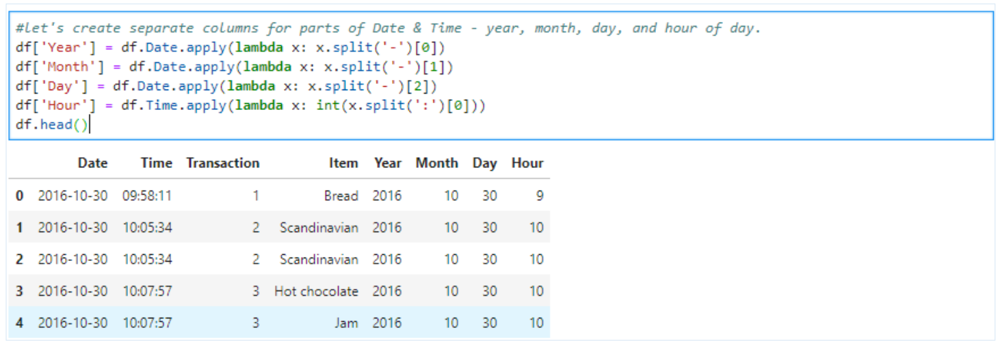 #let's create separate columns for parts of Date & Time - year, month, day, and hour of day.
df['Year'] = df.Date.apply(lambda x: x.split('-')[0])
df['Month'] = df.Date.apply(lambda x: x.split('-')[1])
df['Day'] = df.Date.apply(lambda x: x.split('-')[2])
df['Hour'] = df.Time.apply(lambda x: int(x.split(':')[0]))
df.head()
Date Time Transaction Item Year Month Day Hour
0 2016-10-30 09:58:11 1 Bread 2016 10 30 9
1 2016-10-30 10:05:34 2 Scandinavian 2016 10 30 10
2 2016-10-30 10:05:34 2 Scandinavian 2016 10 30 10
3 2016-10-30 10:07:57 3 Hot chocolate 2016 10 30 10
4 2016-10-30 10:07:57 3 Jam 2016 10 30 10